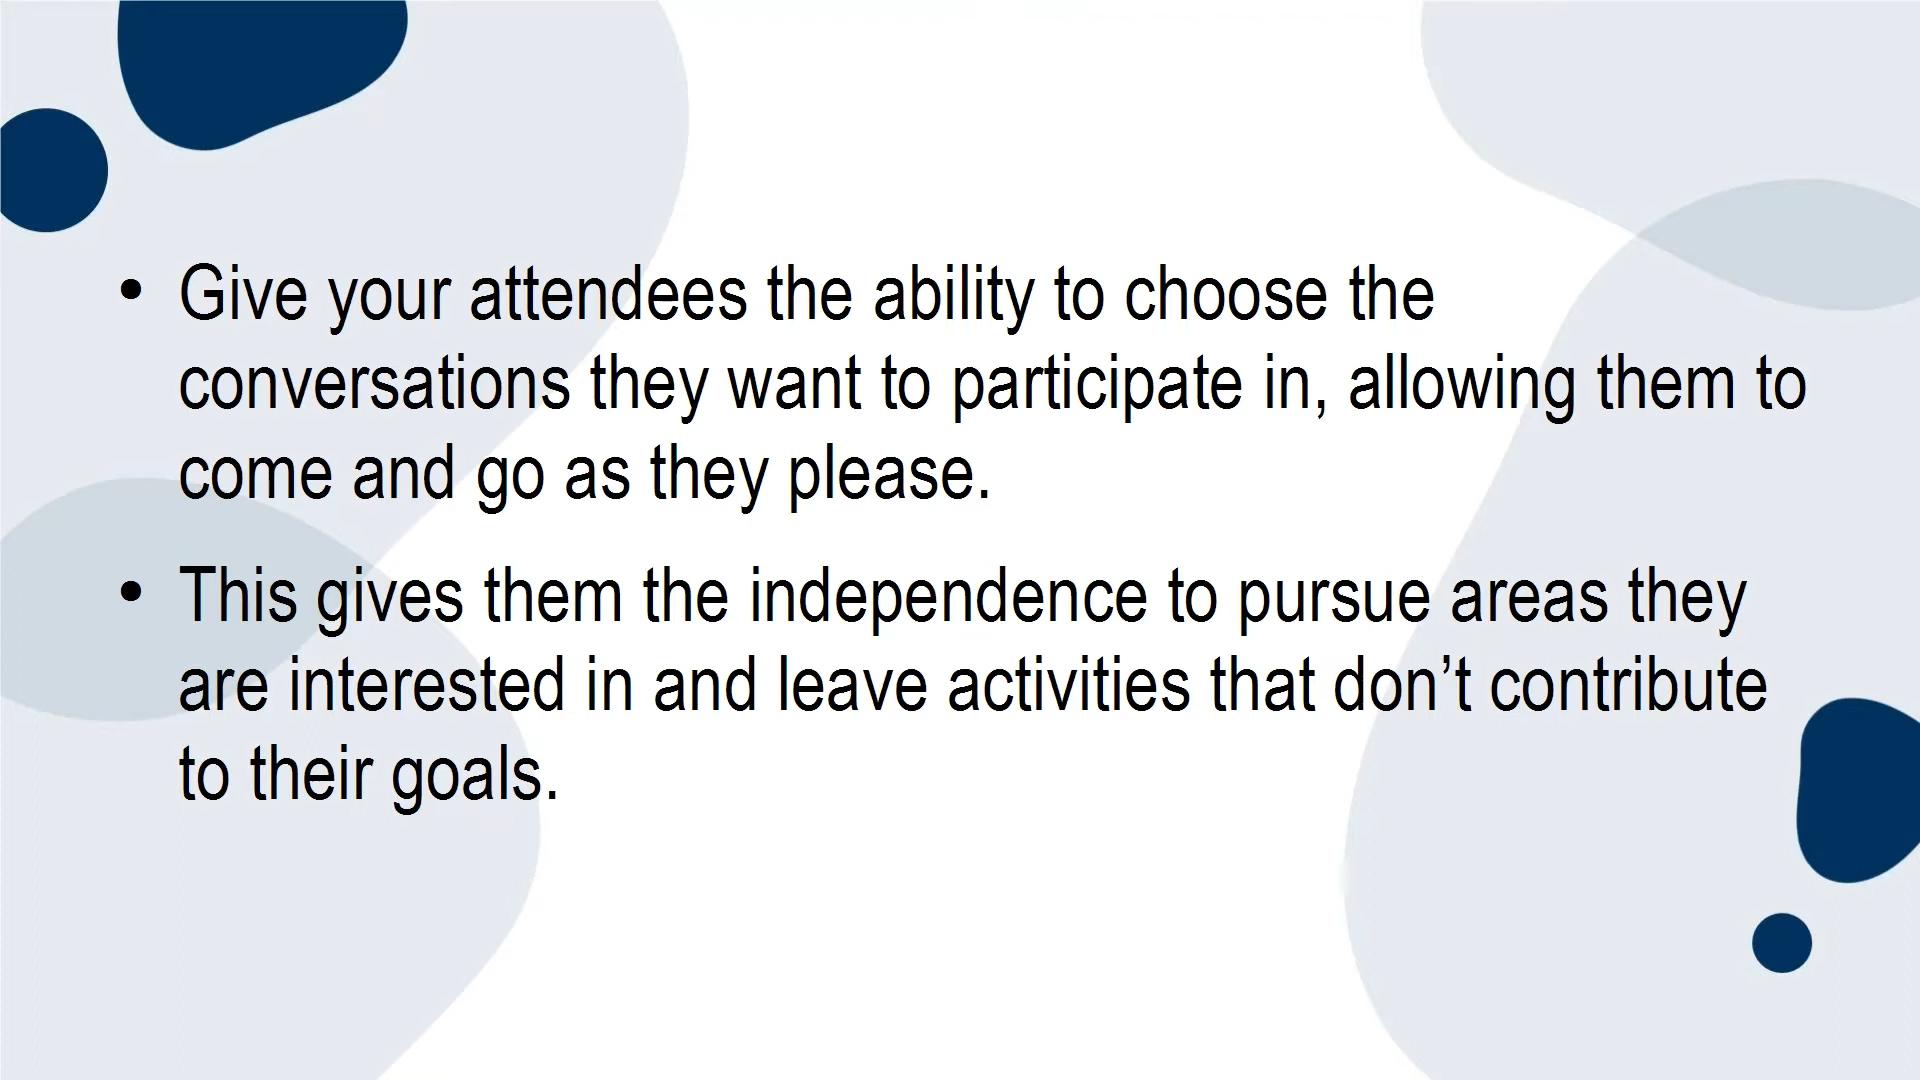 • Give your attendees the ability to choose the
conversations they want to participate in, allowing them to
come and go as they please.
• This gives them the independence to pursue areas they
are interested in and leave activities that don’t contribute
to their goals.